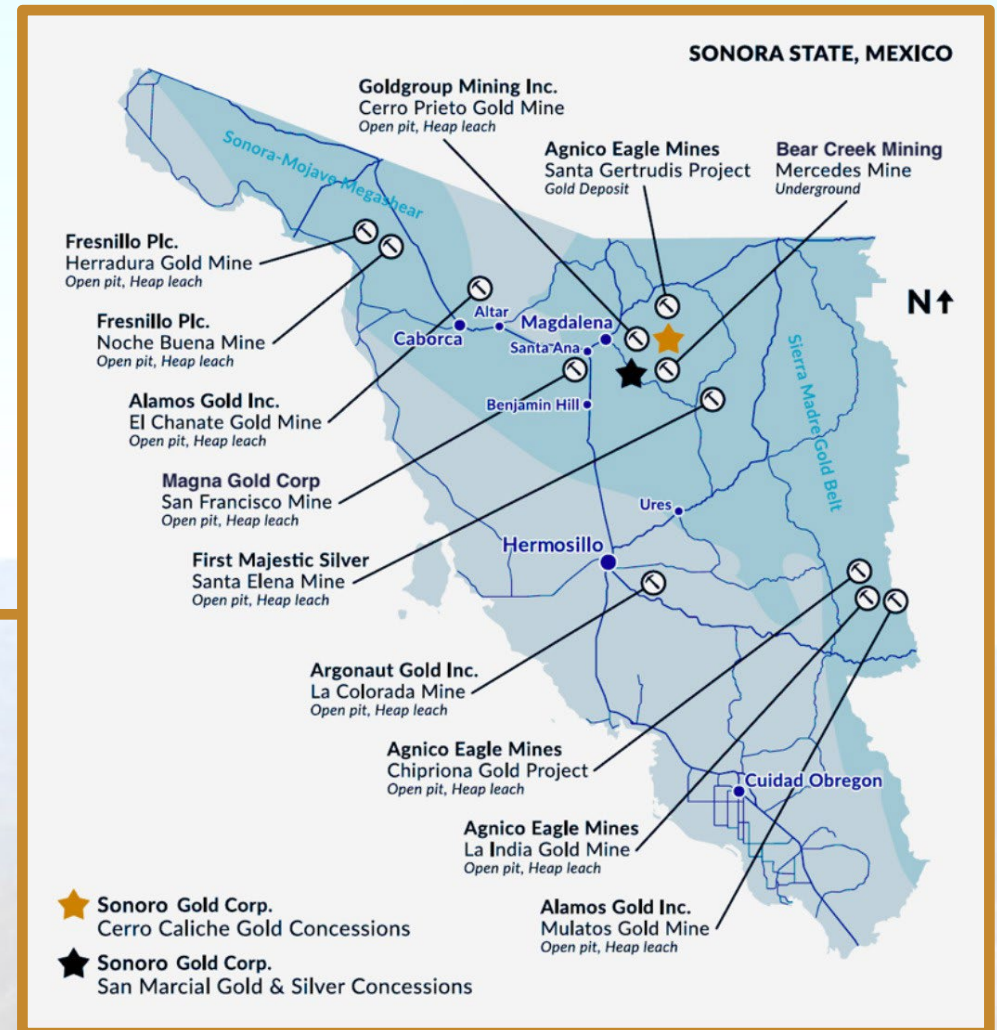 SONORA STATE, MEXICO
Goldgroup Mining Inc.
Cerro Prieto Gold Mine
Open pit, Heap leach
Agnico Eagle Mines
Santa Gertrudis Project
Gold Deposit
Bear Creek Mining
Mercedes Mine
Underground
Sonora-Mojave Megashear
Fresnillo Plc.
Herradura Gold Mine
Open pit, Heap leach
N
Fresnillo Plc.
Noche Buena Mine
Open pit, Heap leach
Altar
Caborca
Magdalena
Santa Ana
Benjamin Hill
Sierra Madre Gold Belt
Alamos Gold Inc.
El Chanate Gold Mine
Open pit, Heap leach
Magna Gold Corp
San Francisco Mine
Open pit, Heap leach
Ures
Hermosillo
First Majestic Silver
Santa Elena Mine
Open pit, Heap leach
Argonaut Gold Inc.
La Colorada Mine
Open pit, Heap leach
Agnico Eagle Mines
Chipriona Gold Project
Open pit, Heap leach
Cuidad Obregon
Agnico Eagle Mines
La India Gold Mine
Open pit, Heap leach
Alamos Gold Inc.
Mulatos Gold Mine
Open pit, Heap leach
Sonoro Gold Corp.
Cerro Caliche Gold Concessions
Sonoro Gold Corp.
San Marcial Gold & Silver Concessions